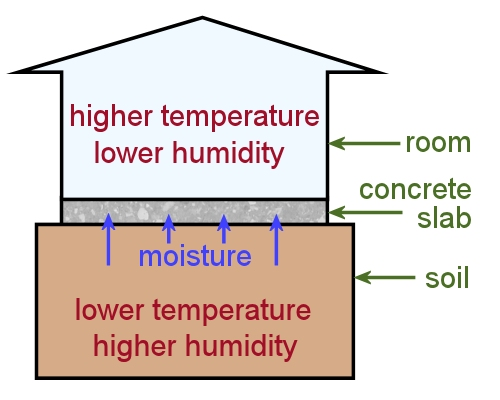 higher temperature
lower humidity
room
concrete
slab
moisture
soil
lower temperature
higher humidity